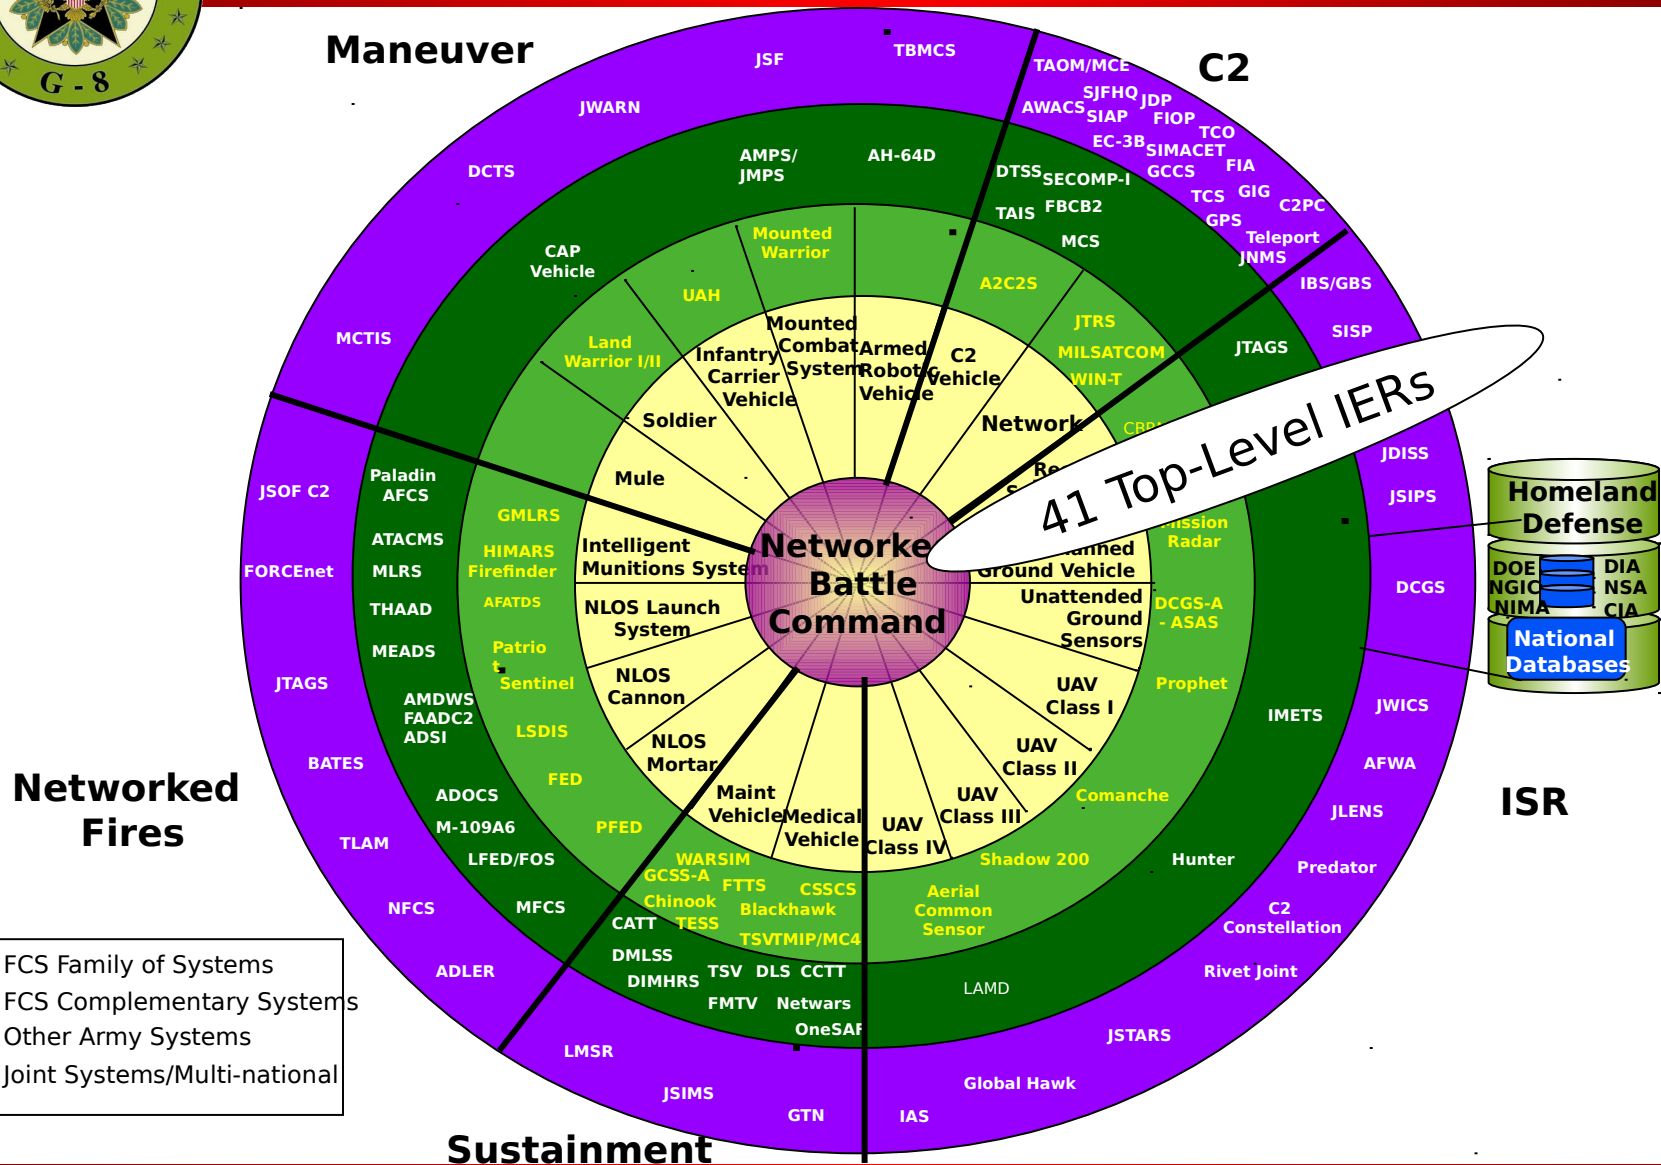 G - 8
Maneuver
C2
JSF
TBMCS
JWARN
DCTS
MCTIS
TAOM/MCE
SJFHQ
JDP
AWACS
SIAP
FIOP
TCO
EC-3B
SIMACET
FIA
GCCS
TCS
GIG
C2PC
GPS
Teleport
JNMS
IBS/GBS
SISP
AMPS/
JMPS
AH-64D
CAP
Vehicle
DTSS
SECOMP-I
TAIS
FBCB2
MCS
JTAGS
Mounted
Warrior
UAH
Land
Warrior I/II
A2C2S
JTRS
MILSATCOM
WIN-T
Mounted
Combat
System
Infantry
Carrier
Vehicle
Armed
Robotic
Vehicle
C2
Vehicle
Soldier
Mule
Network
41 Top-Level IERs
JDISS
JSIPS
DCGS
Homeland
Defense
DOE
NGIC
NIMA
DIA
NSA
CIA
National
Databases
JSOF C2
FORCEnet
JTAGS
BATES
TLAM
NFCS
ADLER
Paladin
AFCS
ATACMS
MLRS
THAAD
MEADS
AMDWS
FAADC2
ADSI
ADOCS
M-109A6
LFED/FOS
MFCS
GMLRS
HIMARS
Firefinder
AFATDS
Patrio
t
Sentinel
LSDIS
FED
PFED
Intelligent
Munitions System
NLOS Launch
System
NLOS
Cannon
NLOS
Mortar
Networke
Battle
Command
Radar
Ground Vehicle
Unattended
Ground
Sensors
DCGS-A
- ASAS
Prophet
UAV
Class I
UAV
Class II
UAV
Class III
UAV
Class IV
Maint
Vehicle
Medical
Vehicle
Comanche
Shadow 200
Aerial
Common
Sensor
IMETS
Hunter
LAMD
JWICS
AFWA
JLENS
Predator
C2
Constellation
Rivet Joint
JSTARS
Global Hawk
IAS
ISR
Networked
Fires
WARSIM
GCSS-A
FTTS
CSSCS
Chinook
Blackhawk
TESS
TSV
TMIP/MC4
CATT
DMLSS
DIMHRS
TSV
DLS
CCTT
FMTV
Netwars
OneSAF
LMSR
JSIMS
GTN
Sustainment
FCS Family of Systems
FCS Complementary Systems
Other Army Systems
Joint Systems/Multi-national